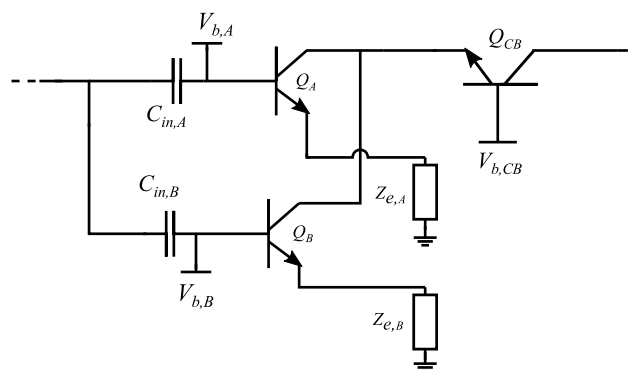 V_{b,A}
Q_{CB}
Q_A
C_{in,A}
V_{b,CB}
C_{in,B}
Z_{e,A}
Q_B
V_{b,B}
Z_{e,B}